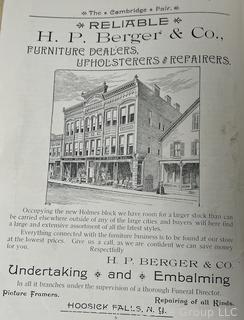 The Cambridge Fair.
RELIABLE
H. P. Berger & Co.,
FURNITURE DEALERS,
UPHOLSTERERS & REPAIRERS.
Occupying the new Holmes block we have room for a larger stock than can
be carried elsewhere outside of any of the large cities and buyers will here find
a large and extensive assortment of all the latest styles.
Everything connected with the furniture business is to be found at our store
at the lowest prices. Give us a call, as we are confident we can save money
for you. Respectfully
H. P. BERGER & CO.
Undertaking and Embalming
In all it branches under the supervision of a thorough Funeral Director.
Picture Framers. Repairing of all Kinds.
HOOSICK FALLS, N. Y.
Group LLC